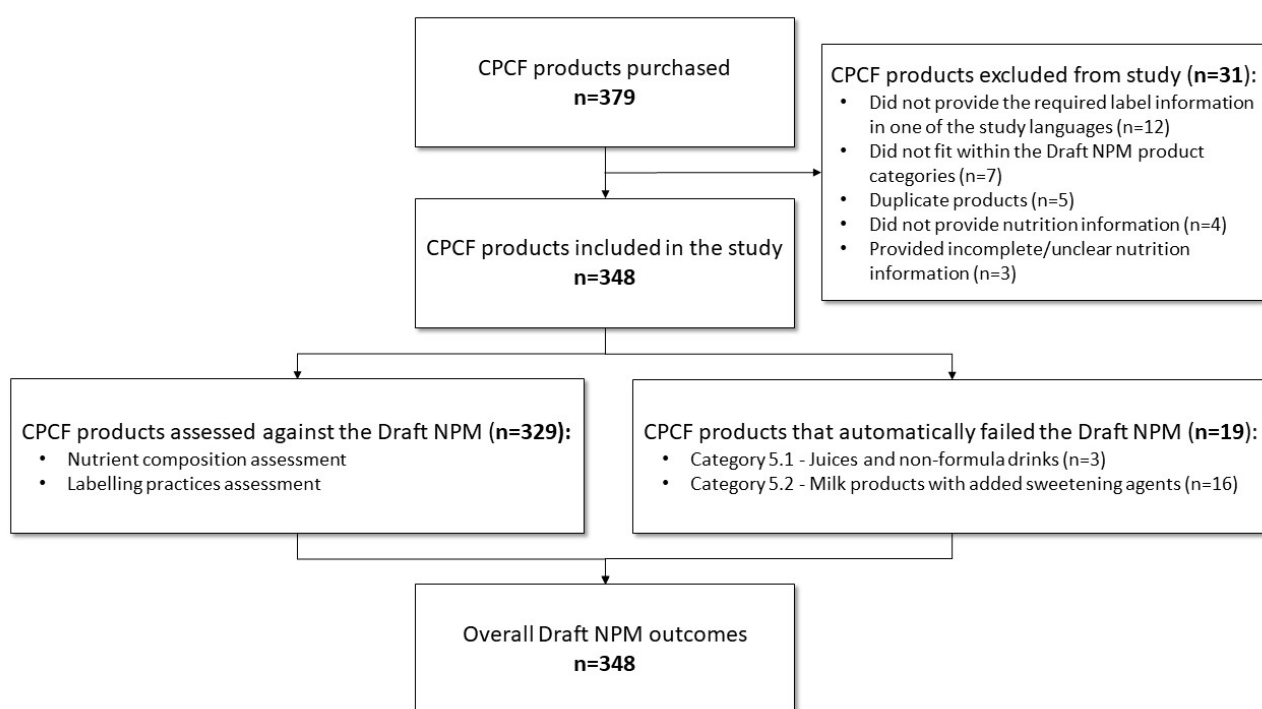 CPCF products purchased
n=379
CPCF products excluded from study (n=31):
• Did not provide the required label information
in one of the study languages (n=12)
• Did not fit within the Draft NPM product
categories (n=7)
• Duplicate products (n=5)
• Did not provide nutrition information (n=4)
• Provided incomplete/unclear nutrition
information (n=3)
CPCF products included in the study
n=348
CPCF products assessed against the Draft NPM (n=329):
• Nutrient composition assessment
• Labelling practices assessment
CPCF products that automatically failed the Draft NPM (n=19):
• Category 5.1 - Juices and non-formula drinks (n=3)
• Category 5.2 - Milk products with added sweetening agents (n=16)
Overall Draft NPM outcomes
n=348